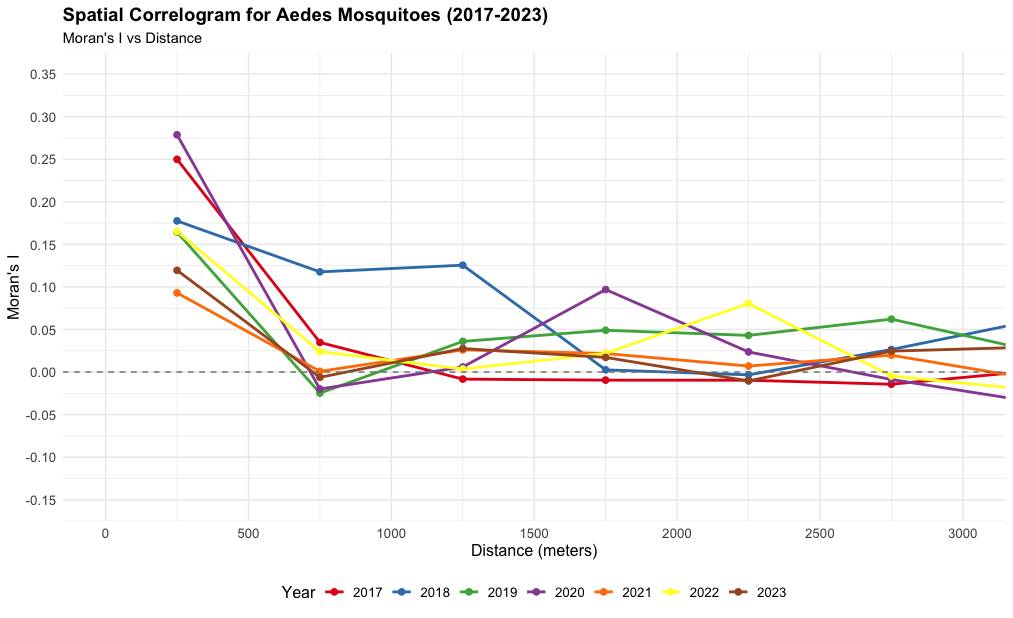 Spatial Correlogram for Aedes Mosquitoes (2017-2023)
Moran's I vs Distance
Moran's I
0.35
0.30
0.25
0.20
0.15
0.10
0.05
0.00
-0.05
-0.10
-0.15
0 500 1000 1500 2000 2500 3000
Distance (meters)
Year 2017 2018 2019 2020 2021 2022 2023